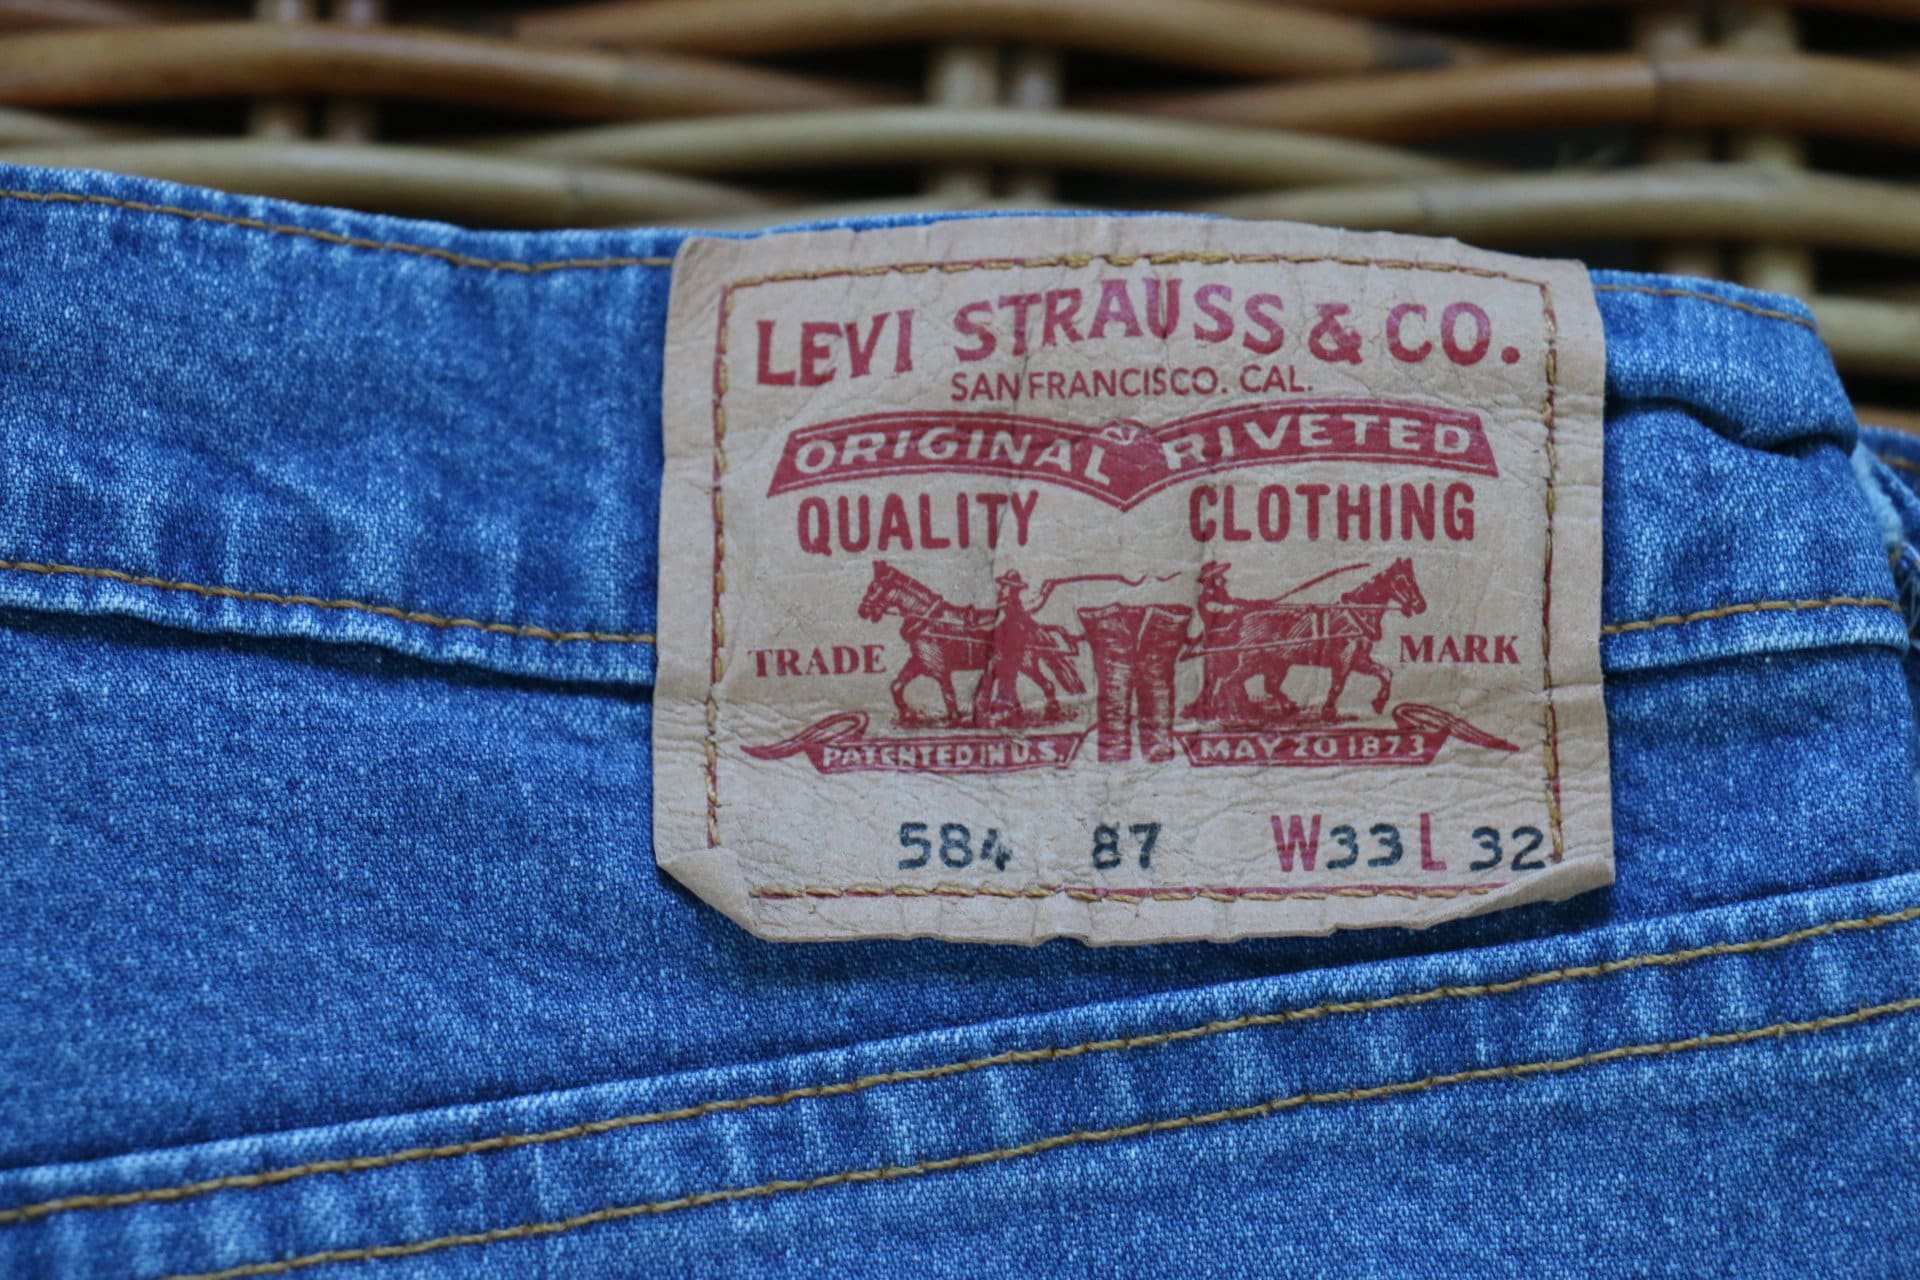 LEVI STRAUSS & CO.
SAN FRANCISCO. CAL.
ORIGINAL RIVETED
QUALITY CLOTHING
TRADE MARK
PATENTED IN U.S. MAY 20 1873
584 87 W33 L 32